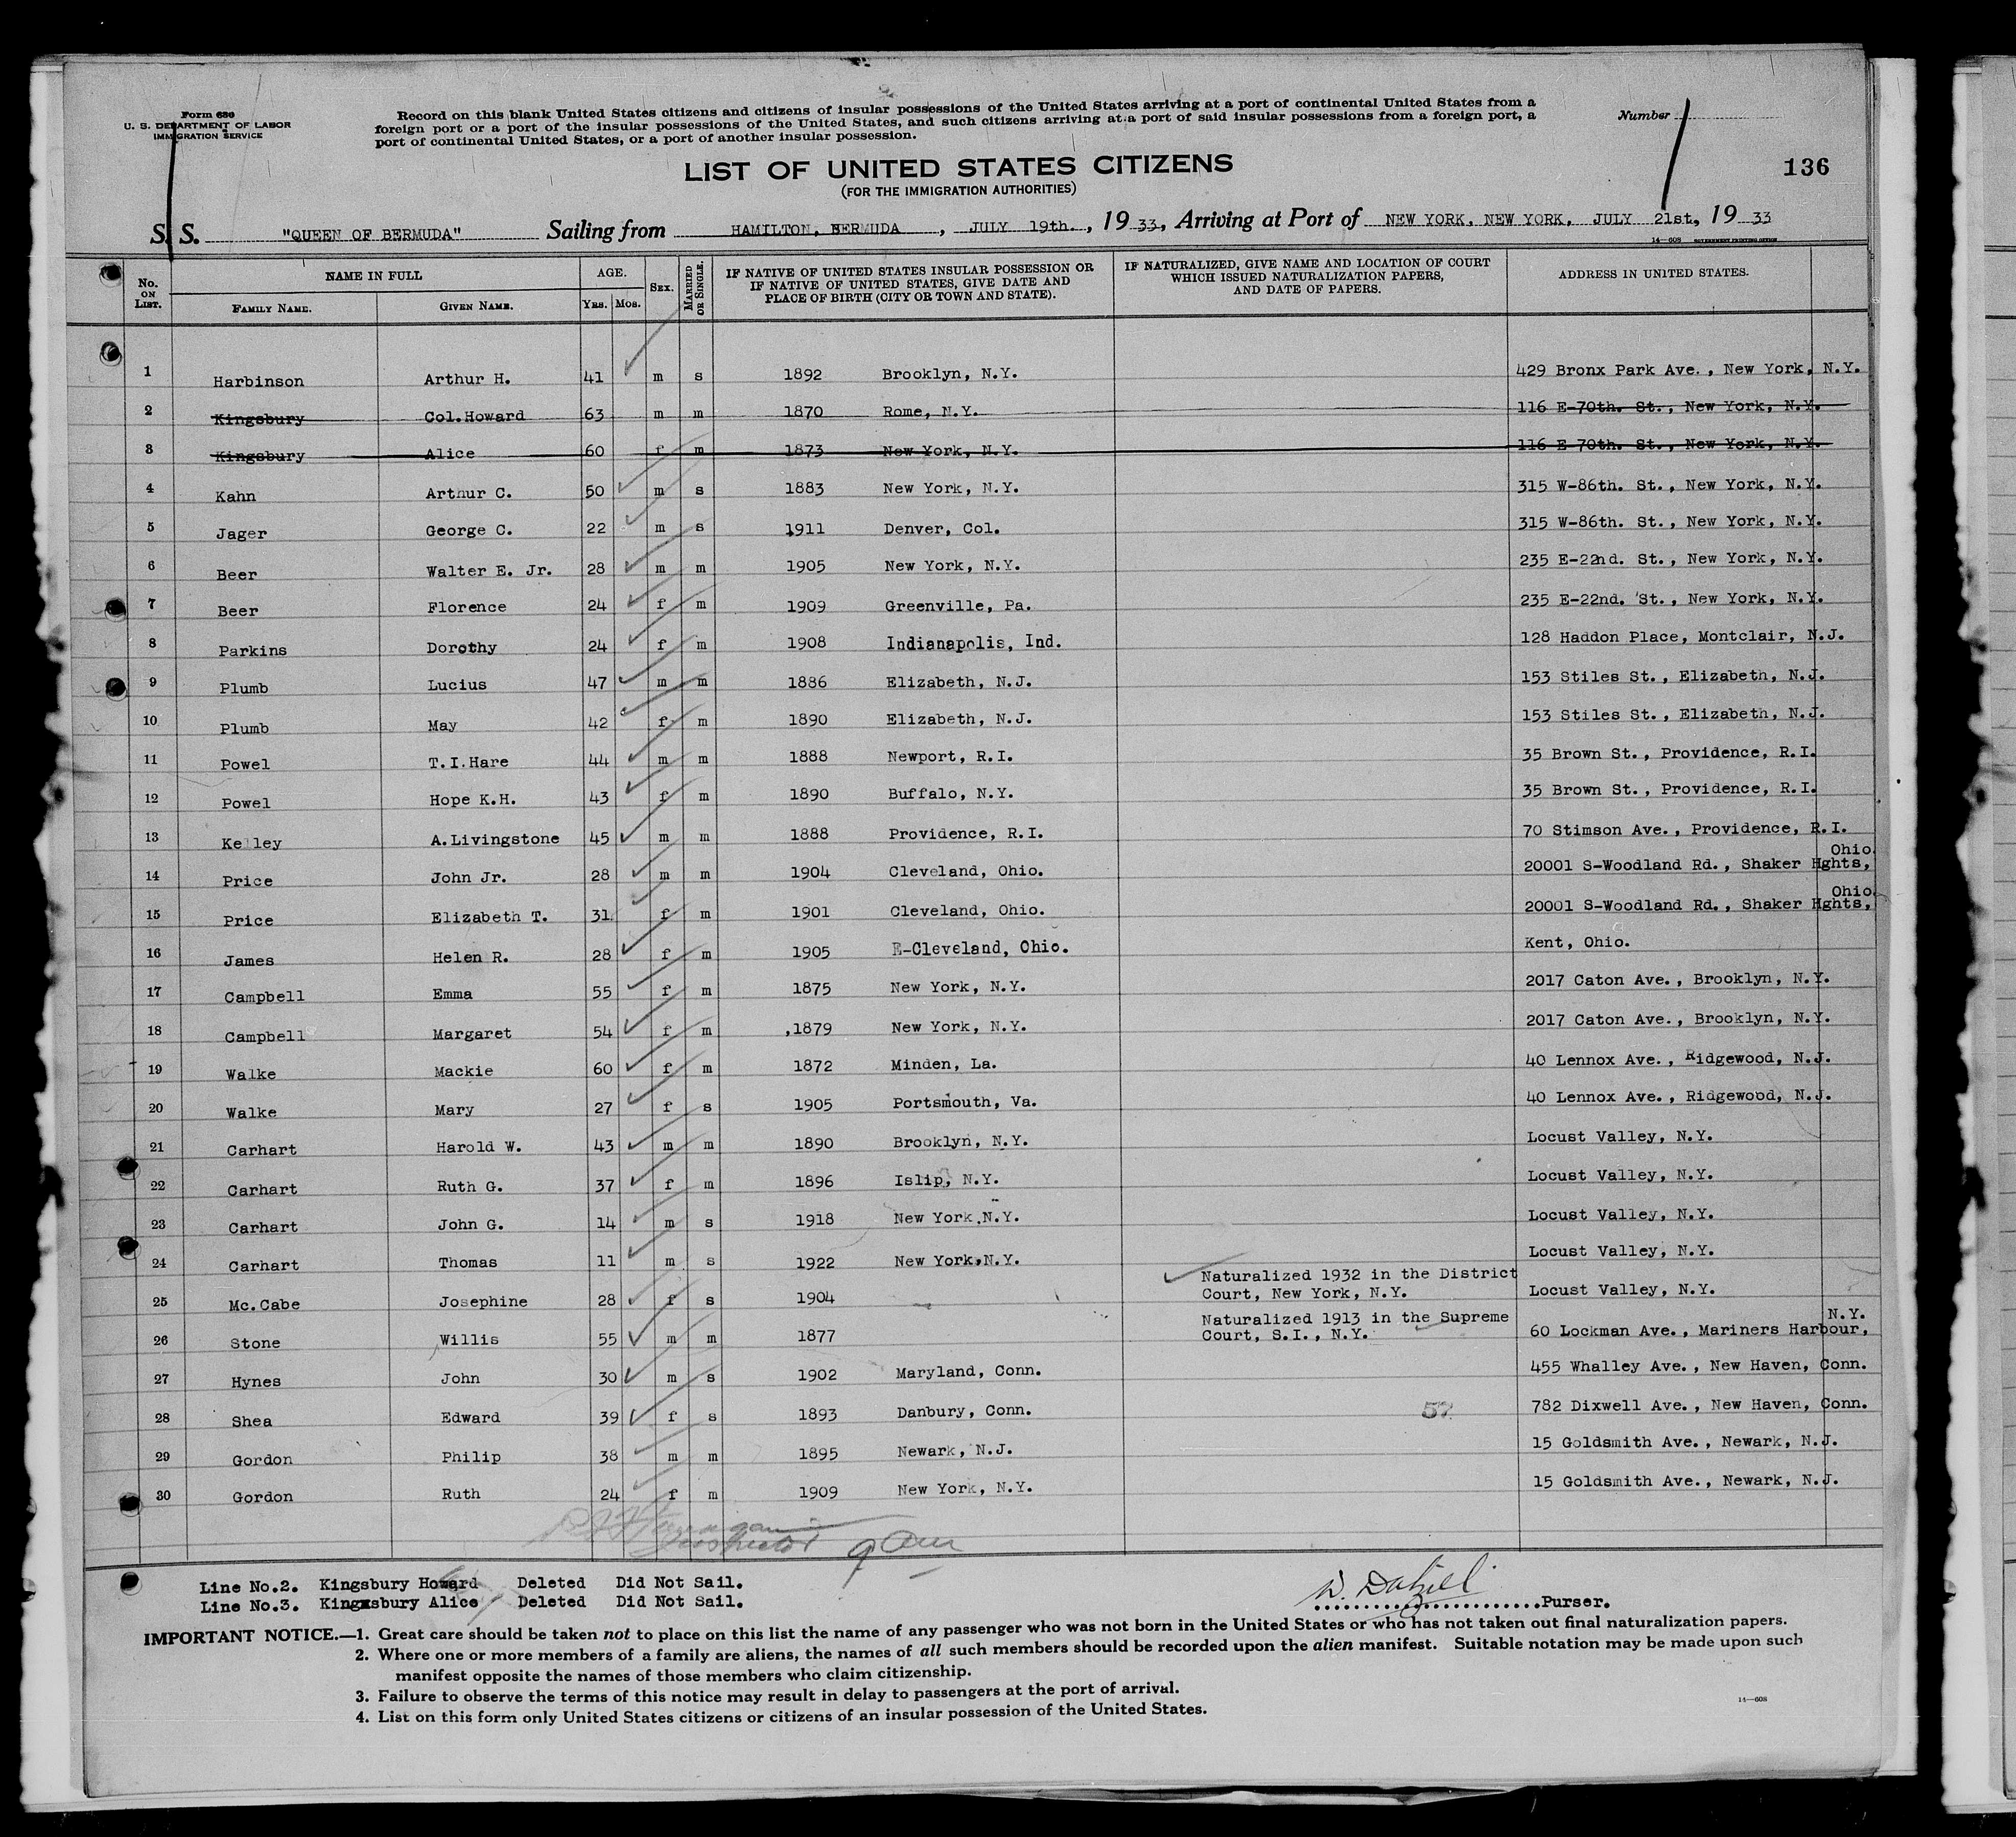 Form 630
U. S. DEPARTMENT OF LABOR
IMMIGRATION SERVICE
Record on this blank United States citizens and citizens of insular possessions of the United States arriving at a port of continental United States from a
foreign port or a port of the insular possessions of the United States, and such citizens arriving at a port of said insular possessions from a foreign port, a
port of continental United States, or a port of another insular possession.
Number
LIST OF UNITED STATES CITIZENS
(FOR THE IMMIGRATION AUTHORITIES)
136
S. S. "QUEEN OF BERMUDA" Sailing from HAMILTON, BERMUDA, JULY 19th., 19 33, Arriving at Port of NEW YORK, NEW YORK, JULY 21st, 19 33
14—608 GOVERNMENT PRINTING OFFICE
No. ON LIST. NAME IN FULL FAMILY NAME. GIVEN NAME. AGE. YRS. MOS. SEX. MARRIED OR SINGLE. IF NATIVE OF UNITED STATES INSULAR POSSESSION OR IF NATIVE OF UNITED STATES, GIVE DATE AND PLACE OF BIRTH (CITY OR TOWN AND STATE). IF NATURALIZED, GIVE NAME AND LOCATION OF COURT WHICH ISSUED NATURALIZATION PAPERS, AND DATE OF PAPERS. ADDRESS IN UNITED STATES.
1 Harbinson Arthur H. 41 m s 1892 Brooklyn, N.Y. 429 Bronx Park Ave., New York, N.Y.
2 Kingsbury Col.Howard 63 m m 1870 Rome, N.Y. 116 E-70th. St., New York, N.Y.
3 Kingsbury Alice 60 f m 1873 New York, N.Y. 116 E-70th. St., New York, N.Y.
4 Kahn Arthur C. 50 m s 1883 New York, N.Y. 315 W-86th. St., New York, N.Y.
5 Jager George C. 22 m s 1911 Denver, Col. 315 W-86th. St., New York, N.Y.
6 Beer Walter E. Jr. 28 m m 1905 New York, N.Y. 235 E-22nd. St., New York, N.Y.
7 Beer Florence 24 f m 1909 Greenville, Pa. 235 E-22nd. St., New York, N.Y.
8 Parkins Dorothy 24 f m 1908 Indianapolis, Ind. 128 Haddon Place, Montclair, N.J.
9 Plumb Lucius 47 m m 1886 Elizabeth, N.J. 153 Stiles St., Elizabeth, N.J.
10 Plumb May 42 f m 1890 Elizabeth, N.J. 153 Stiles St., Elizabeth, N.J.
11 Powel T.I.Hare 44 m m 1888 Newport, R.I. 35 Brown St., Providence, R.I.
12 Powel Hope K.H. 43 f m 1890 Buffalo, N.Y. 35 Brown St., Providence, R.I.
13 Kelley A.Livingstone 45 m m 1888 Providence, R.I. 70 Stimson Ave., Providence, R.I.
14 Price John Jr. 28 m m 1904 Cleveland, Ohio. 20001 S-Woodland Rd., Shaker Hghts, Ohio.
15 Price Elizabeth T. 31 f m 1901 Cleveland, Ohio. 20001 S-Woodland Rd., Shaker Hghts, Ohio.
16 James Helen R. 28 f m 1905 E-Cleveland, Ohio. Kent, Ohio.
17 Campbell Emma 55 f m 1875 New York, N.Y. 2017 Caton Ave., Brooklyn, N.Y.
18 Campbell Margaret 54 f m ,1879 New York, N.Y. 2017 Caton Ave., Brooklyn, N.Y.
19 Walke Mackie 60 f m 1872 Minden, La. 40 Lennox Ave., Ridgewood, N.J.
20 Walke Mary 27 f s 1905 Portsmouth, Va. 40 Lennox Ave., Ridgewood, N.J.
21 Carhart Harold W. 43 m m 1890 Brooklyn, N.Y. Locust Valley, N.Y.
22 Carhart Ruth G. 37 f m 1896 Islip, N.Y. Locust Valley, N.Y.
23 Carhart John G. 14 m s 1918 New York,N.Y. Locust Valley, N.Y.
24 Carhart Thomas 11 m s 1922 New York,N.Y. Locust Valley, N.Y.
25 Mc.Cabe Josephine 28 f s 1904 Naturalized 1932 in the District Court, New York, N.Y. Locust Valley, N.Y.
26 Stone Willis 55 m m 1877 Naturalized 1913 in the Supreme Court, S.I., N.Y. 60 Lockman Ave., Mariners Harbour, N.Y.
27 Hynes John 30 m s 1902 Maryland, Conn. 455 Whalley Ave., New Haven, Conn.
28 Shea Edward 39 f s 1893 Danbury, Conn. 57 782 Dixwell Ave., New Haven, Conn.
29 Gordon Philip 38 m m 1895 Newark, N.J. 15 Goldsmith Ave., Newark, N.J.
30 Gordon Ruth 24 f m 1909 New York, N.Y. 15 Goldsmith Ave., Newark, N.J.
Inspector
Line No.2. Kingsbury Howard Deleted Did Not Sail.
Line No.3. Kingsbury Alice Deleted Did Not Sail.
Purser.
IMPORTANT NOTICE.—1. Great care should be taken not to place on this list the name of any passenger who was not born in the United States or who has not taken out final naturalization papers.
2. Where one or more members of a family are aliens, the names of all such members should be recorded upon the alien manifest. Suitable notation may be made upon such
manifest opposite the names of those members who claim citizenship.
3. Failure to observe the terms of this notice may result in delay to passengers at the port of arrival.
4. List on this form only United States citizens or citizens of an insular possession of the United States.
14—608